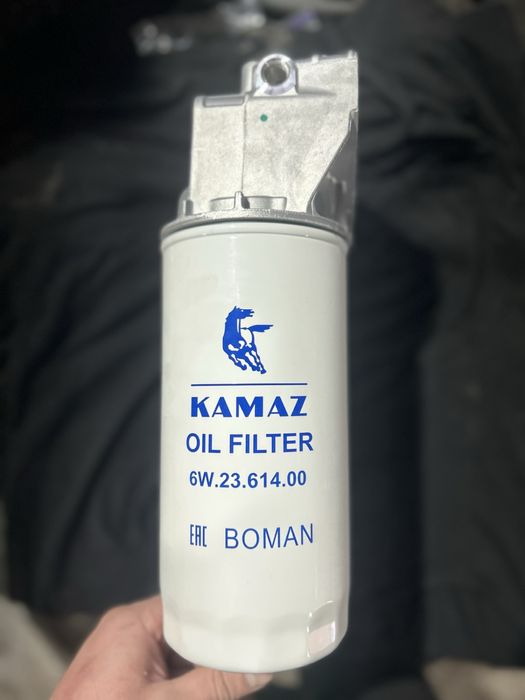 KAMAZ
OIL FILTER
6W.23.614.00
EAC BOMAN